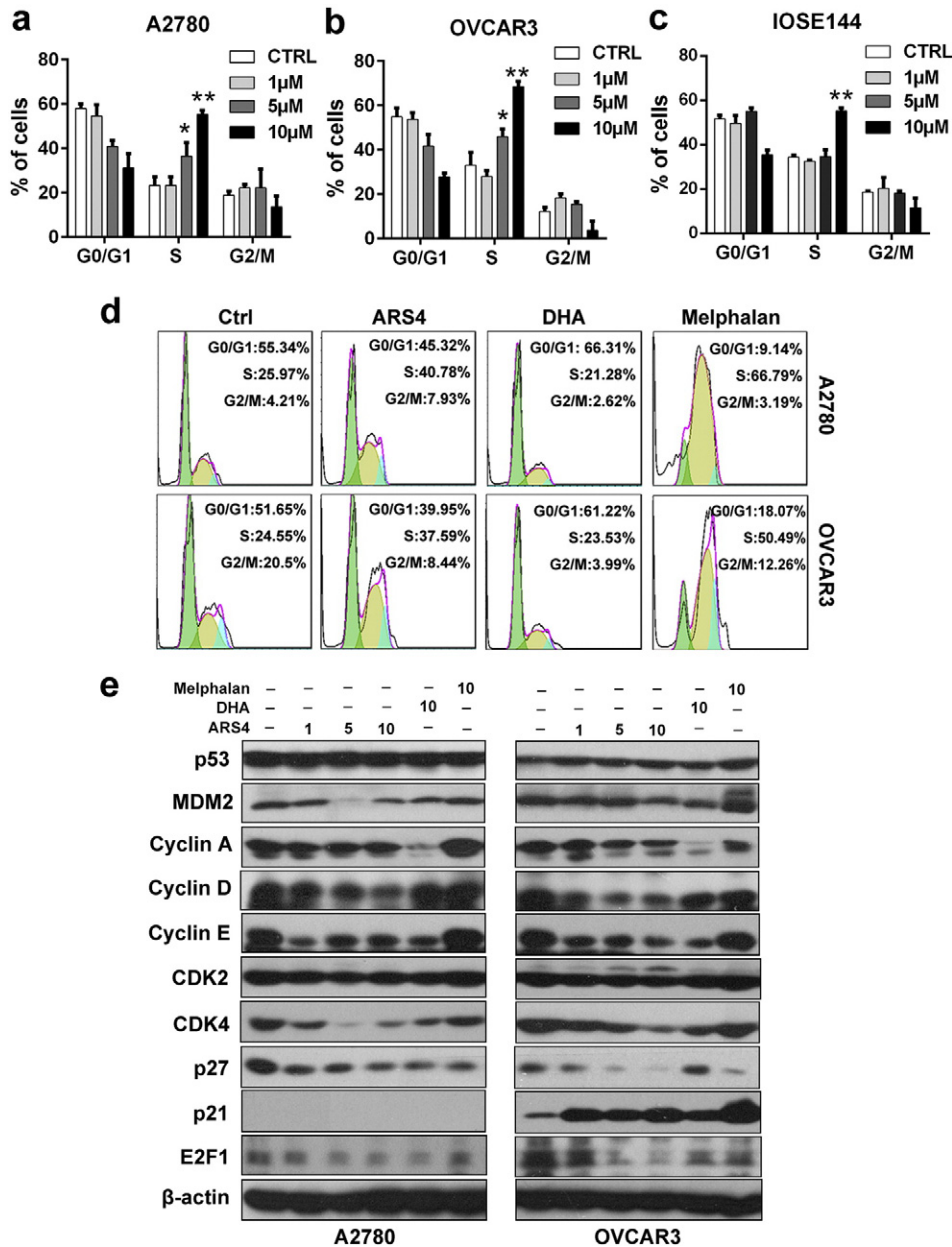 a
A2780
% of cells
80
60
40
20
0
CTRL
1µM
5µM
10µM
*
**
G0/G1
S
G2/M
b
OVCAR3
% of cells
80
60
40
20
0
CTRL
1µM
5µM
10µM
*
**
G0/G1
S
G2/M
c
IOSE144
% of cells
80
60
40
20
0
CTRL
1µM
5µM
10µM
**
G0/G1
S
G2/M
d
Ctrl
ARS4
DHA
Melphalan
G0/G1:55.34%
S:25.97%
G2/M:4.21%
G0/G1:45.32%
S:40.78%
G2/M:7.93%
G0/G1: 66.31%
S:21.28%
G2/M:2.62%
G0/G1:9.14%
S:66.79%
G2/M:3.19%
A2780
G0/G1:51.65%
S:24.55%
G2/M:20.5%
G0/G1:39.95%
S:37.59%
G2/M:8.44%
G0/G1:61.22%
S:23.53%
G2/M:3.99%
G0/G1:18.07%
S:50.49%
G2/M:12.26%
OVCAR3
e
Melphalan – – – – – 10 – – – – – 10
DHA – – – – 10 – – – – – 10 –
ARS4 – 1 5 10 – – – 1 5 10 – –
p53
MDM2
Cyclin A
Cyclin D
Cyclin E
CDK2
CDK4
p27
p21
E2F1
β-actin
A2780
OVCAR3